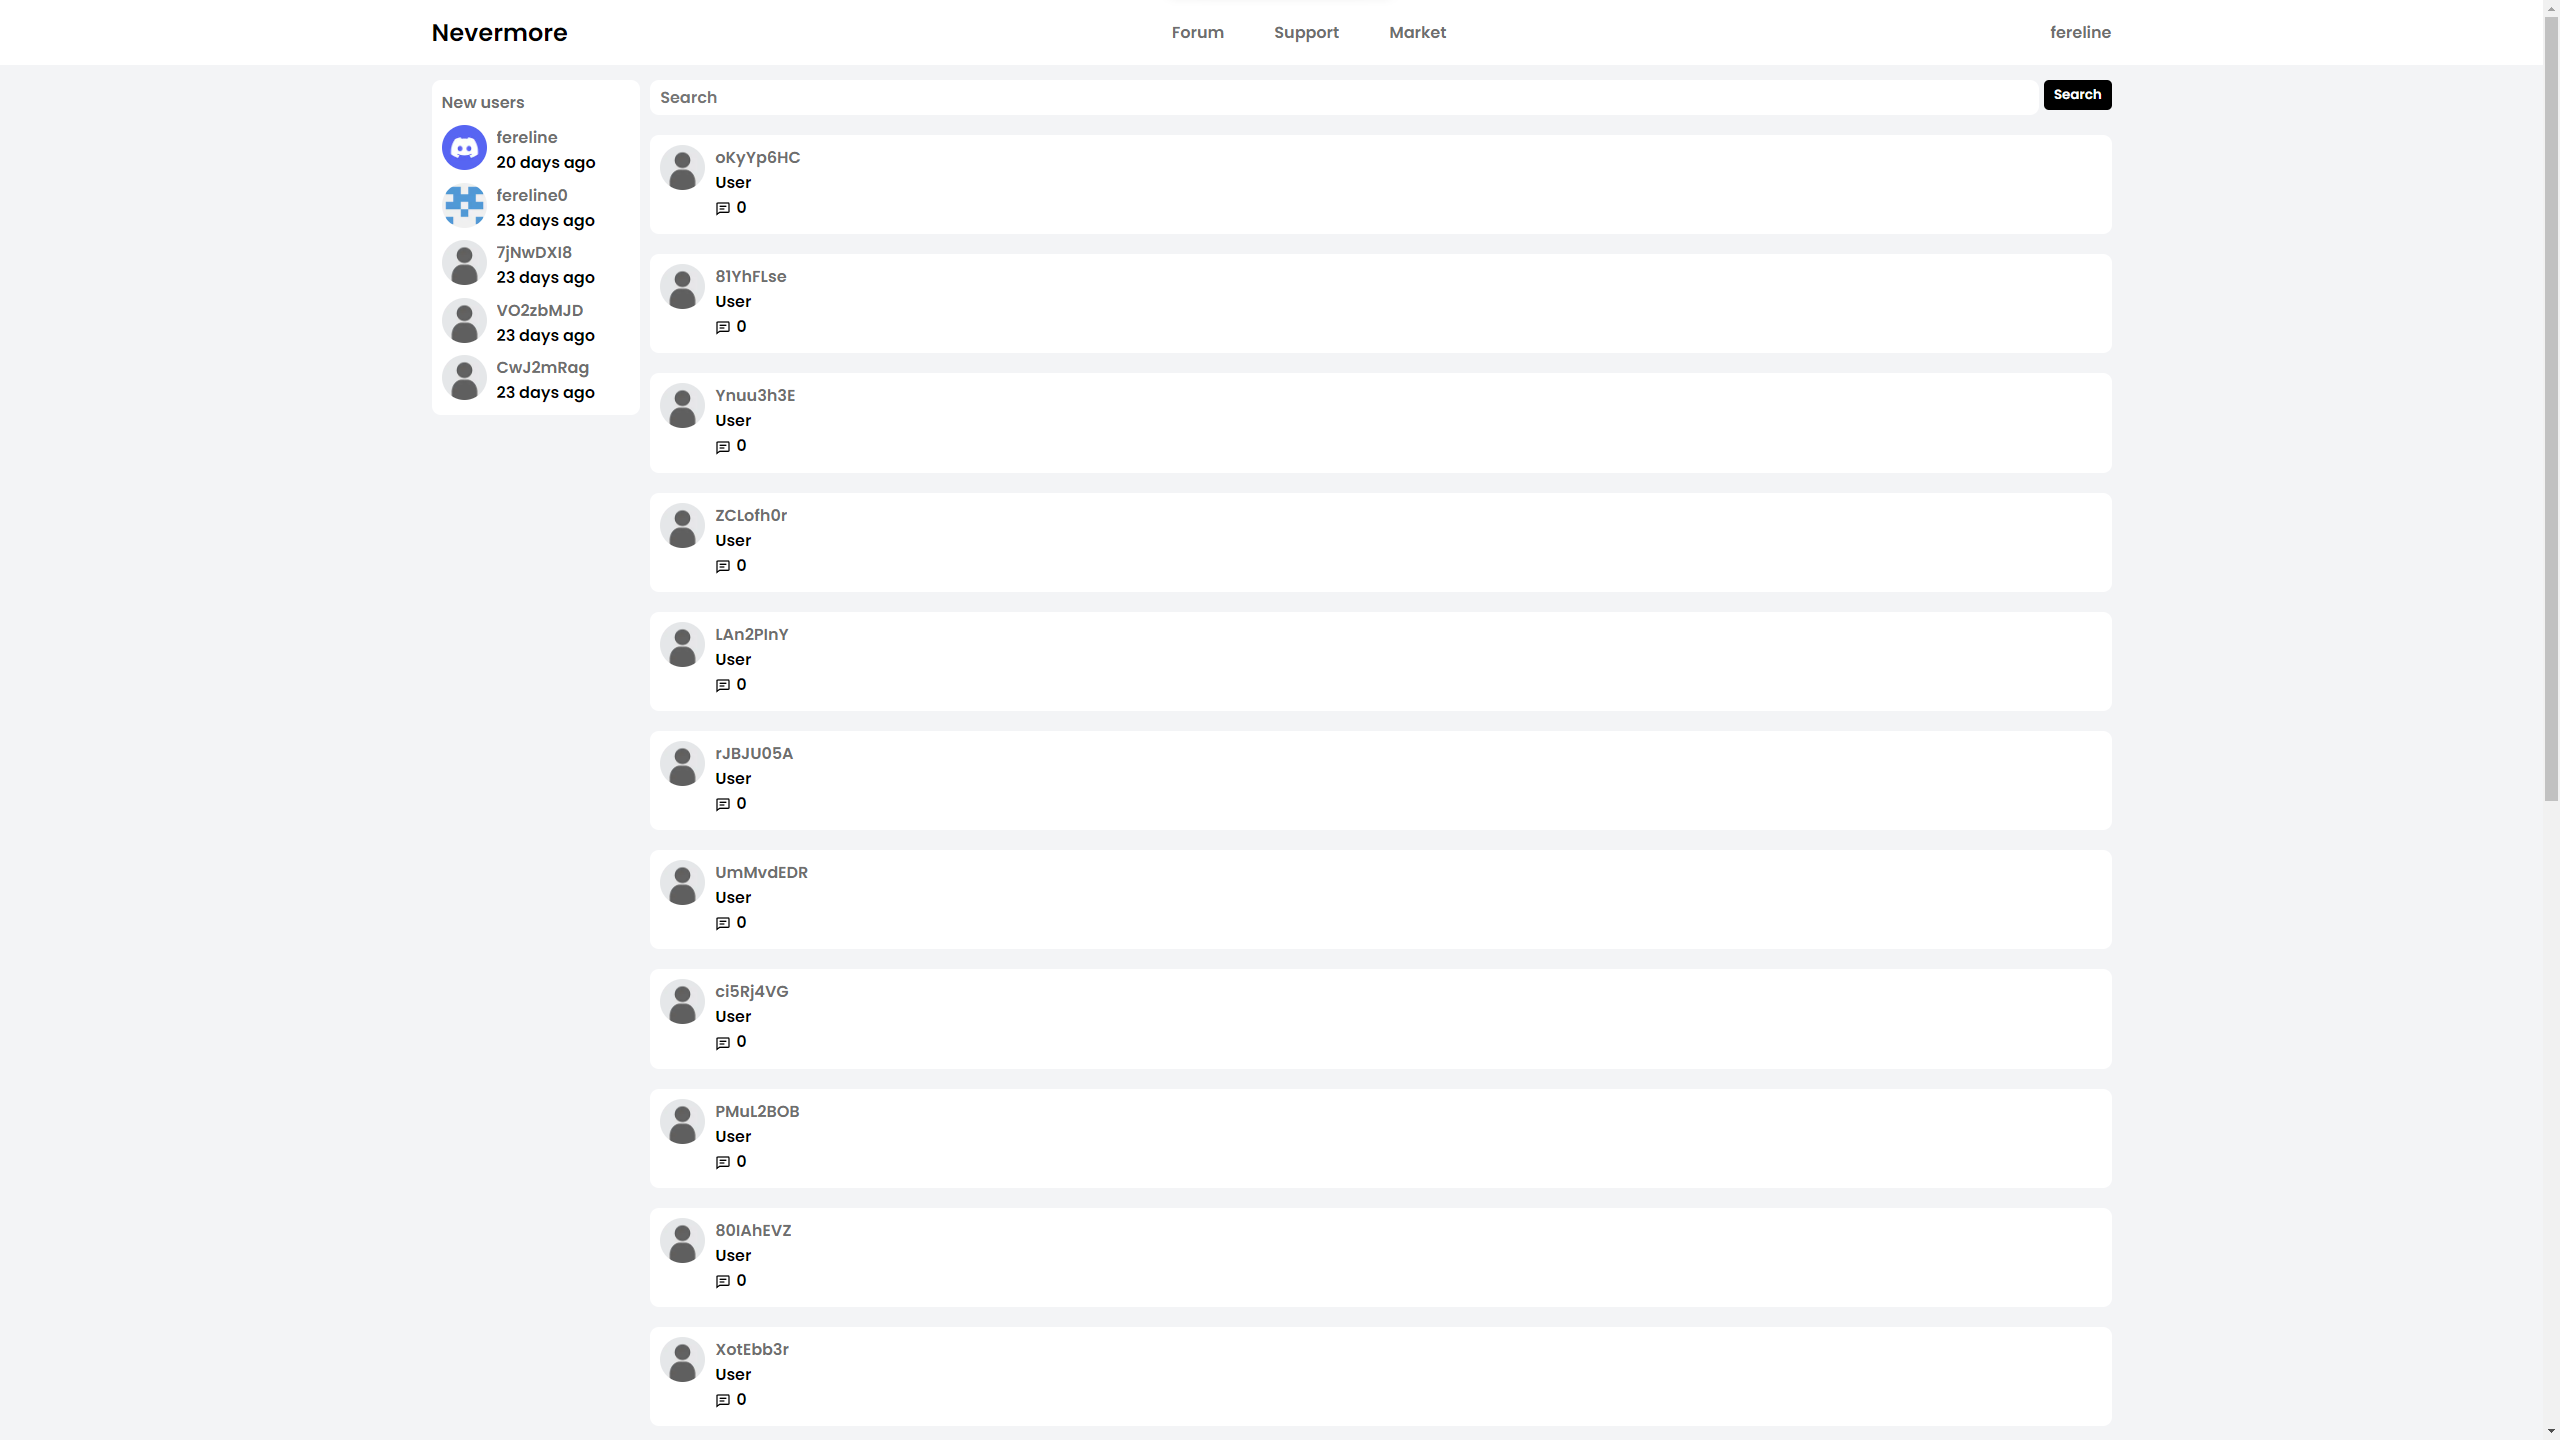 Nevermore
Forum Support Market
fereline
New users
fereline
20 days ago
fereline0
23 days ago
7jNwDXI8
23 days ago
VO2zbMJD
23 days ago
CwJ2mRag
23 days ago
Search
Search
oKyYp6HC
User
0
81YhFLse
User
0
Ynuu3h3E
User
0
ZCLofh0r
User
0
LAn2PInY
User
0
rJBJU05A
User
0
UmMvdEDR
User
0
ci5Rj4VG
User
0
PMuL2BOB
User
0
80IAhEVZ
User
0
XotEbb3r
User
0